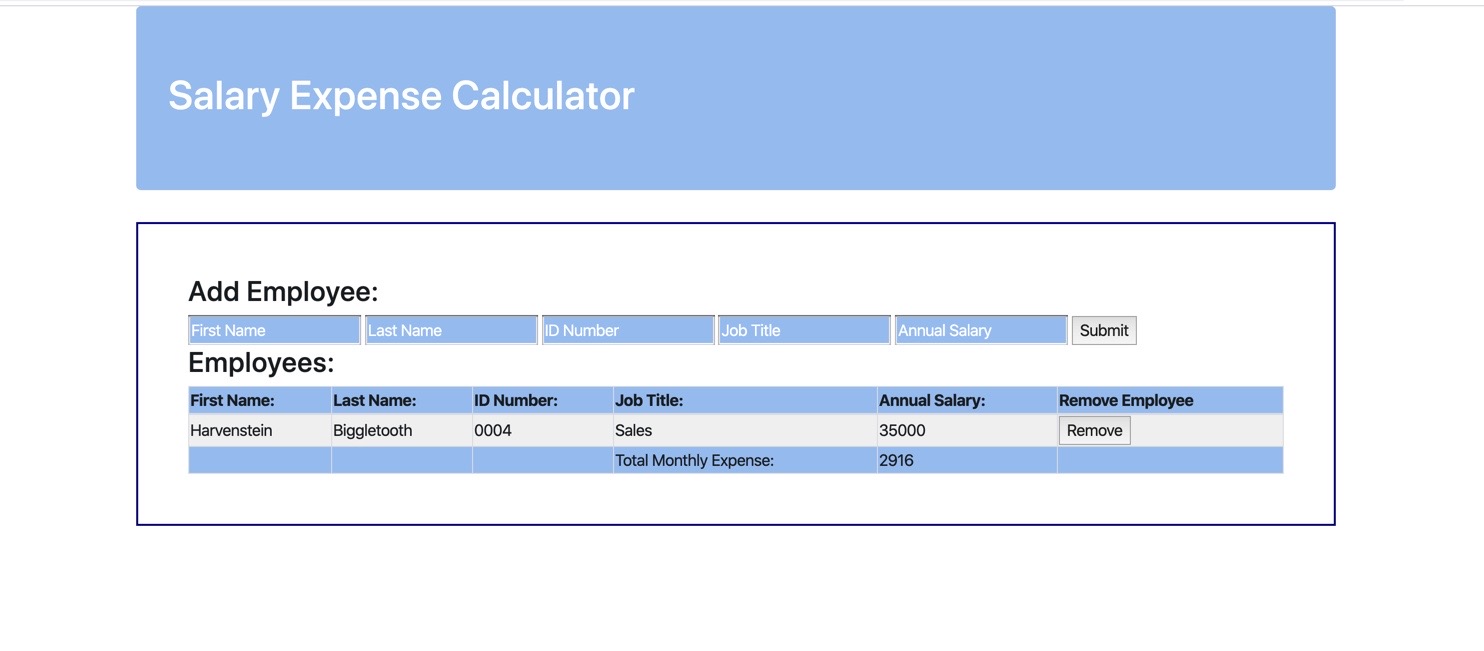 Salary Expense Calculator
Add Employee:
First Name Last Name ID Number Job Title Annual Salary Submit
Employees:
First Name: Last Name: ID Number: Job Title: Annual Salary: Remove Employee
Harvenstein Biggletooth 0004 Sales 35000 Remove
Total Monthly Expense: 2916